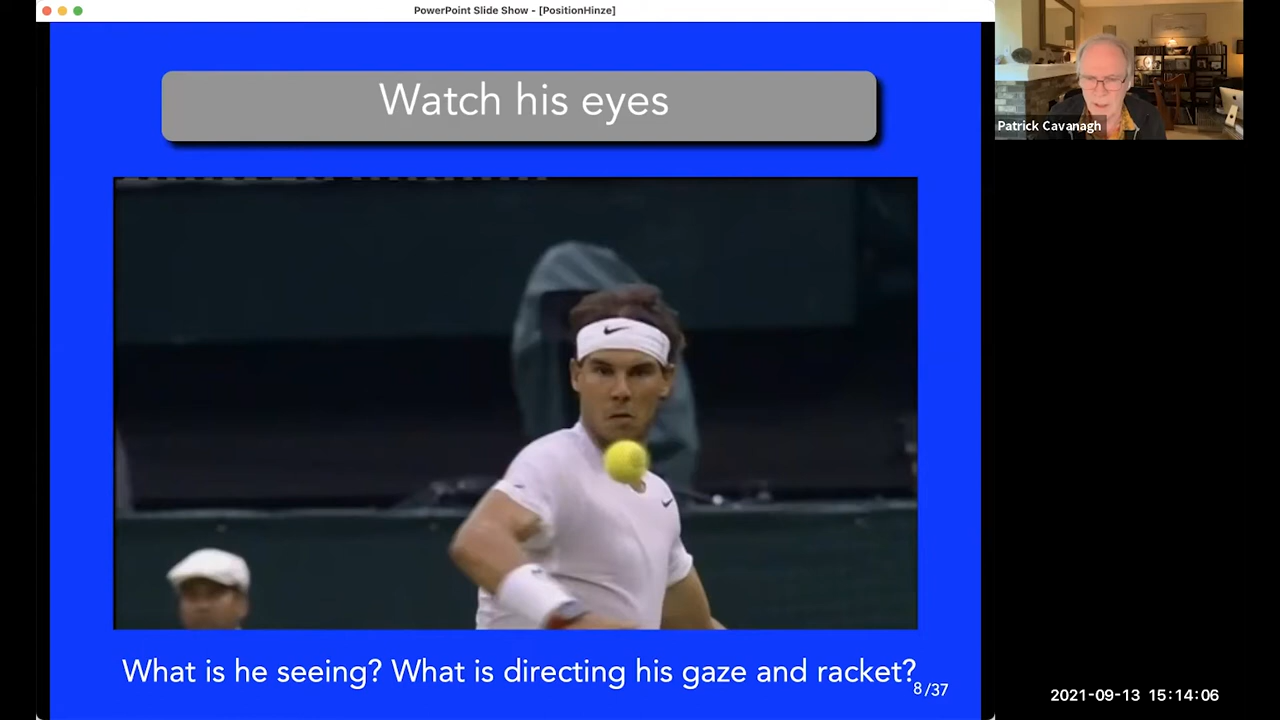 PowerPoint Slide Show - [PositionHinze]
Watch his eyes
What is he seeing? What is directing his gaze and racket?
8/37
Patrick Cavanagh
2021-09-13 15:14:06